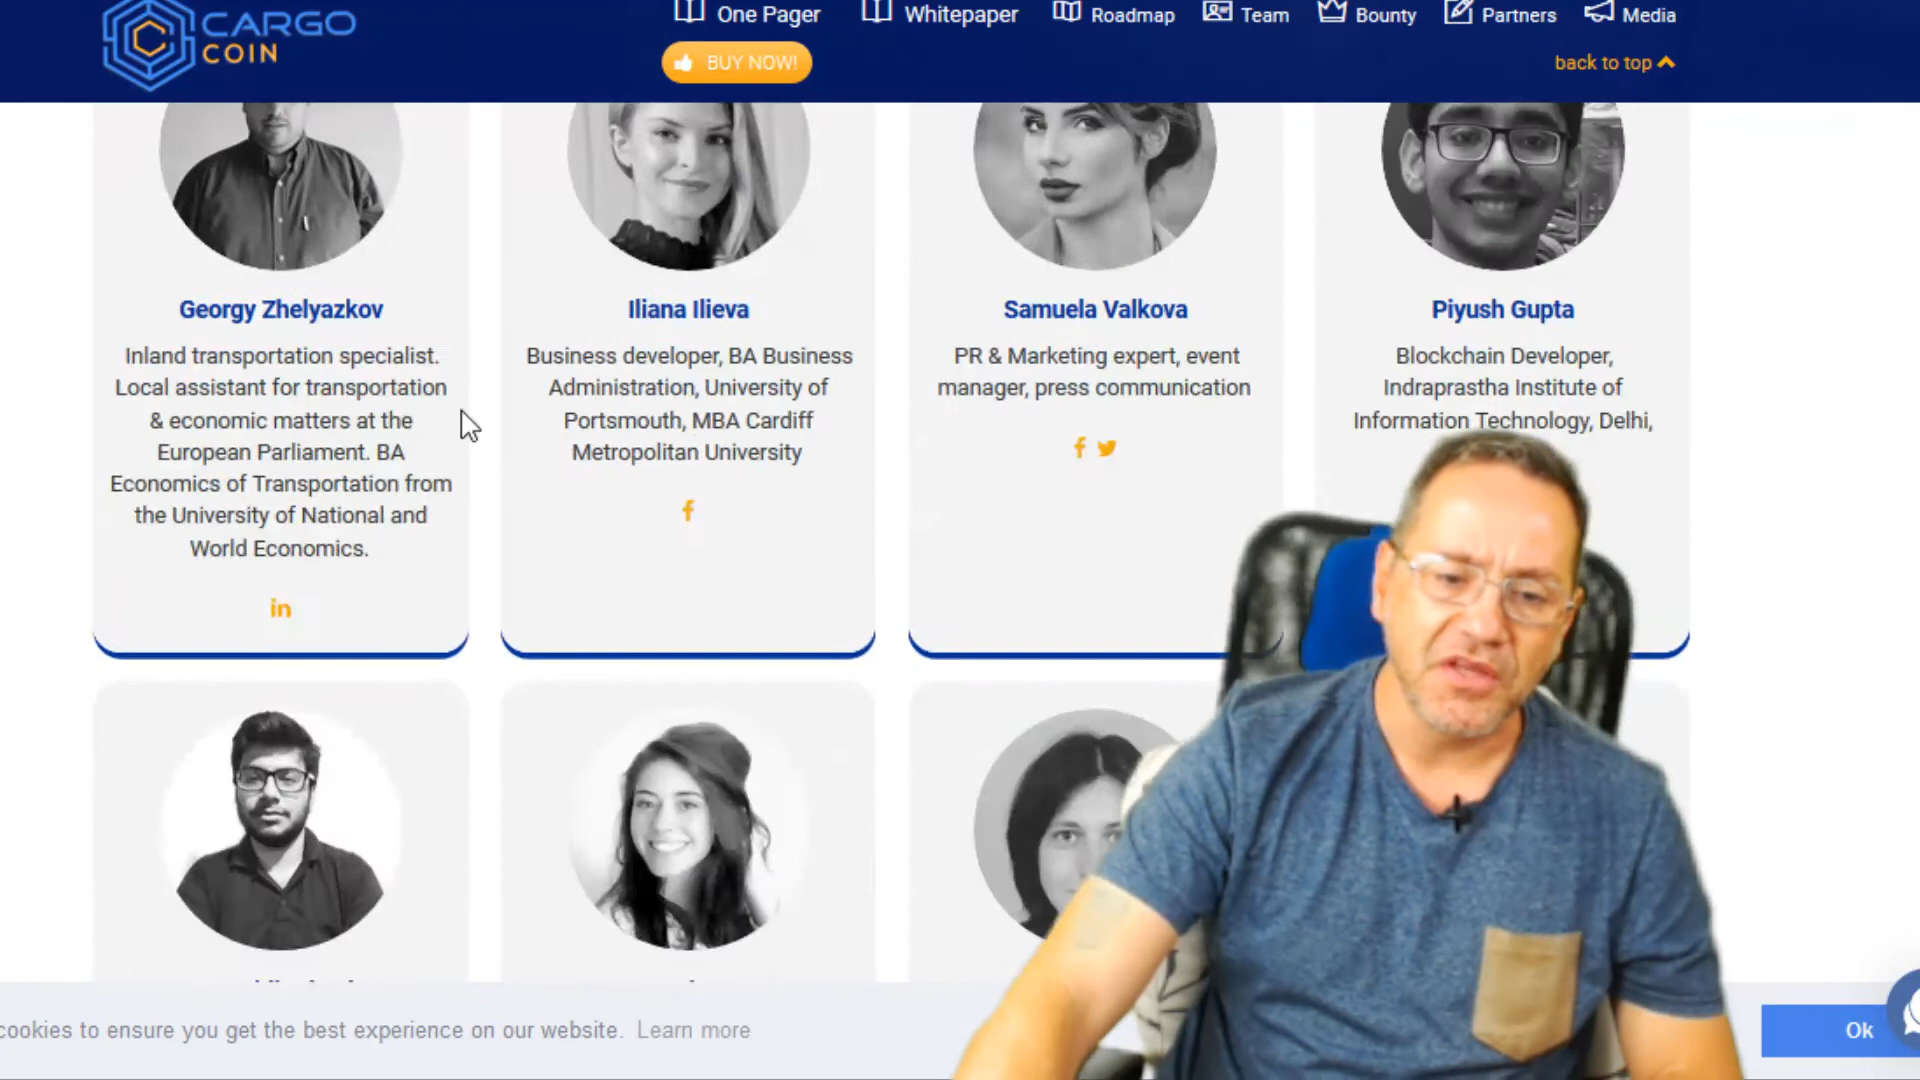 CARGO
COIN
One Pager
Whitepaper
Roadmap
Team
Bounty
Partners
Media
BUY NOW!
back to top
Georgy Zhelyazkov
Inland transportation specialist.
Local assistant for transportation
& economic matters at the
European Parliament. BA
Economics of Transportation from
the University of National and
World Economics.
in
Iliana Ilieva
Business developer, BA Business
Administration, University of
Portsmouth, MBA Cardiff
Metropolitan University
f
Samuela Valkova
PR & Marketing expert, event
manager, press communication
f
Piyush Gupta
Blockchain Developer,
Indraprastha Institute of
Information Technology, Delhi,
cookies to ensure you get the best experience on our website. Learn more
Ok